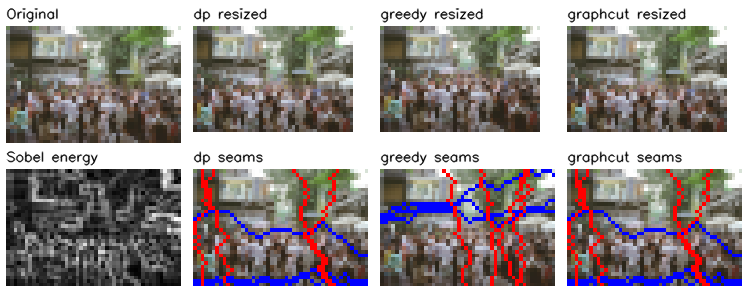 Original
dp resized
greedy resized
graphcut resized
Sobel energy
dp seams
greedy seams
graphcut seams